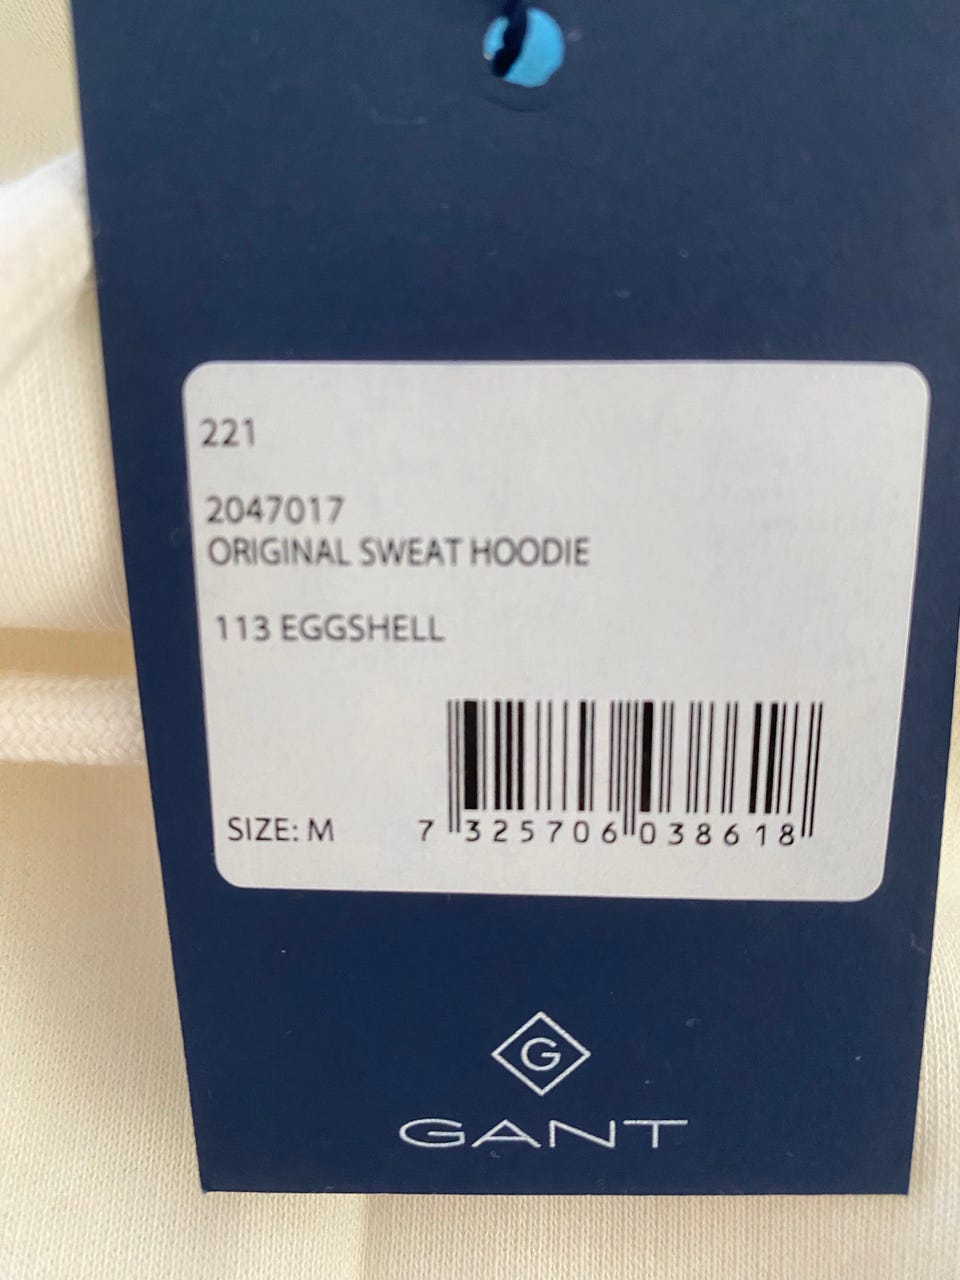 221
2047017
ORIGINAL SWEAT HOODIE
113 EGGSHELL
SIZE: M
7 325706 038618
G
GANT